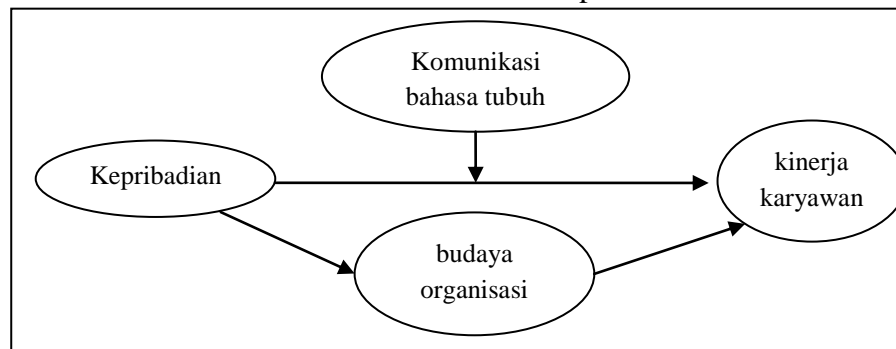 Komunikasi
bahasa tubuh
Kepribadian
kinerja
karyawan
budaya
organisasi